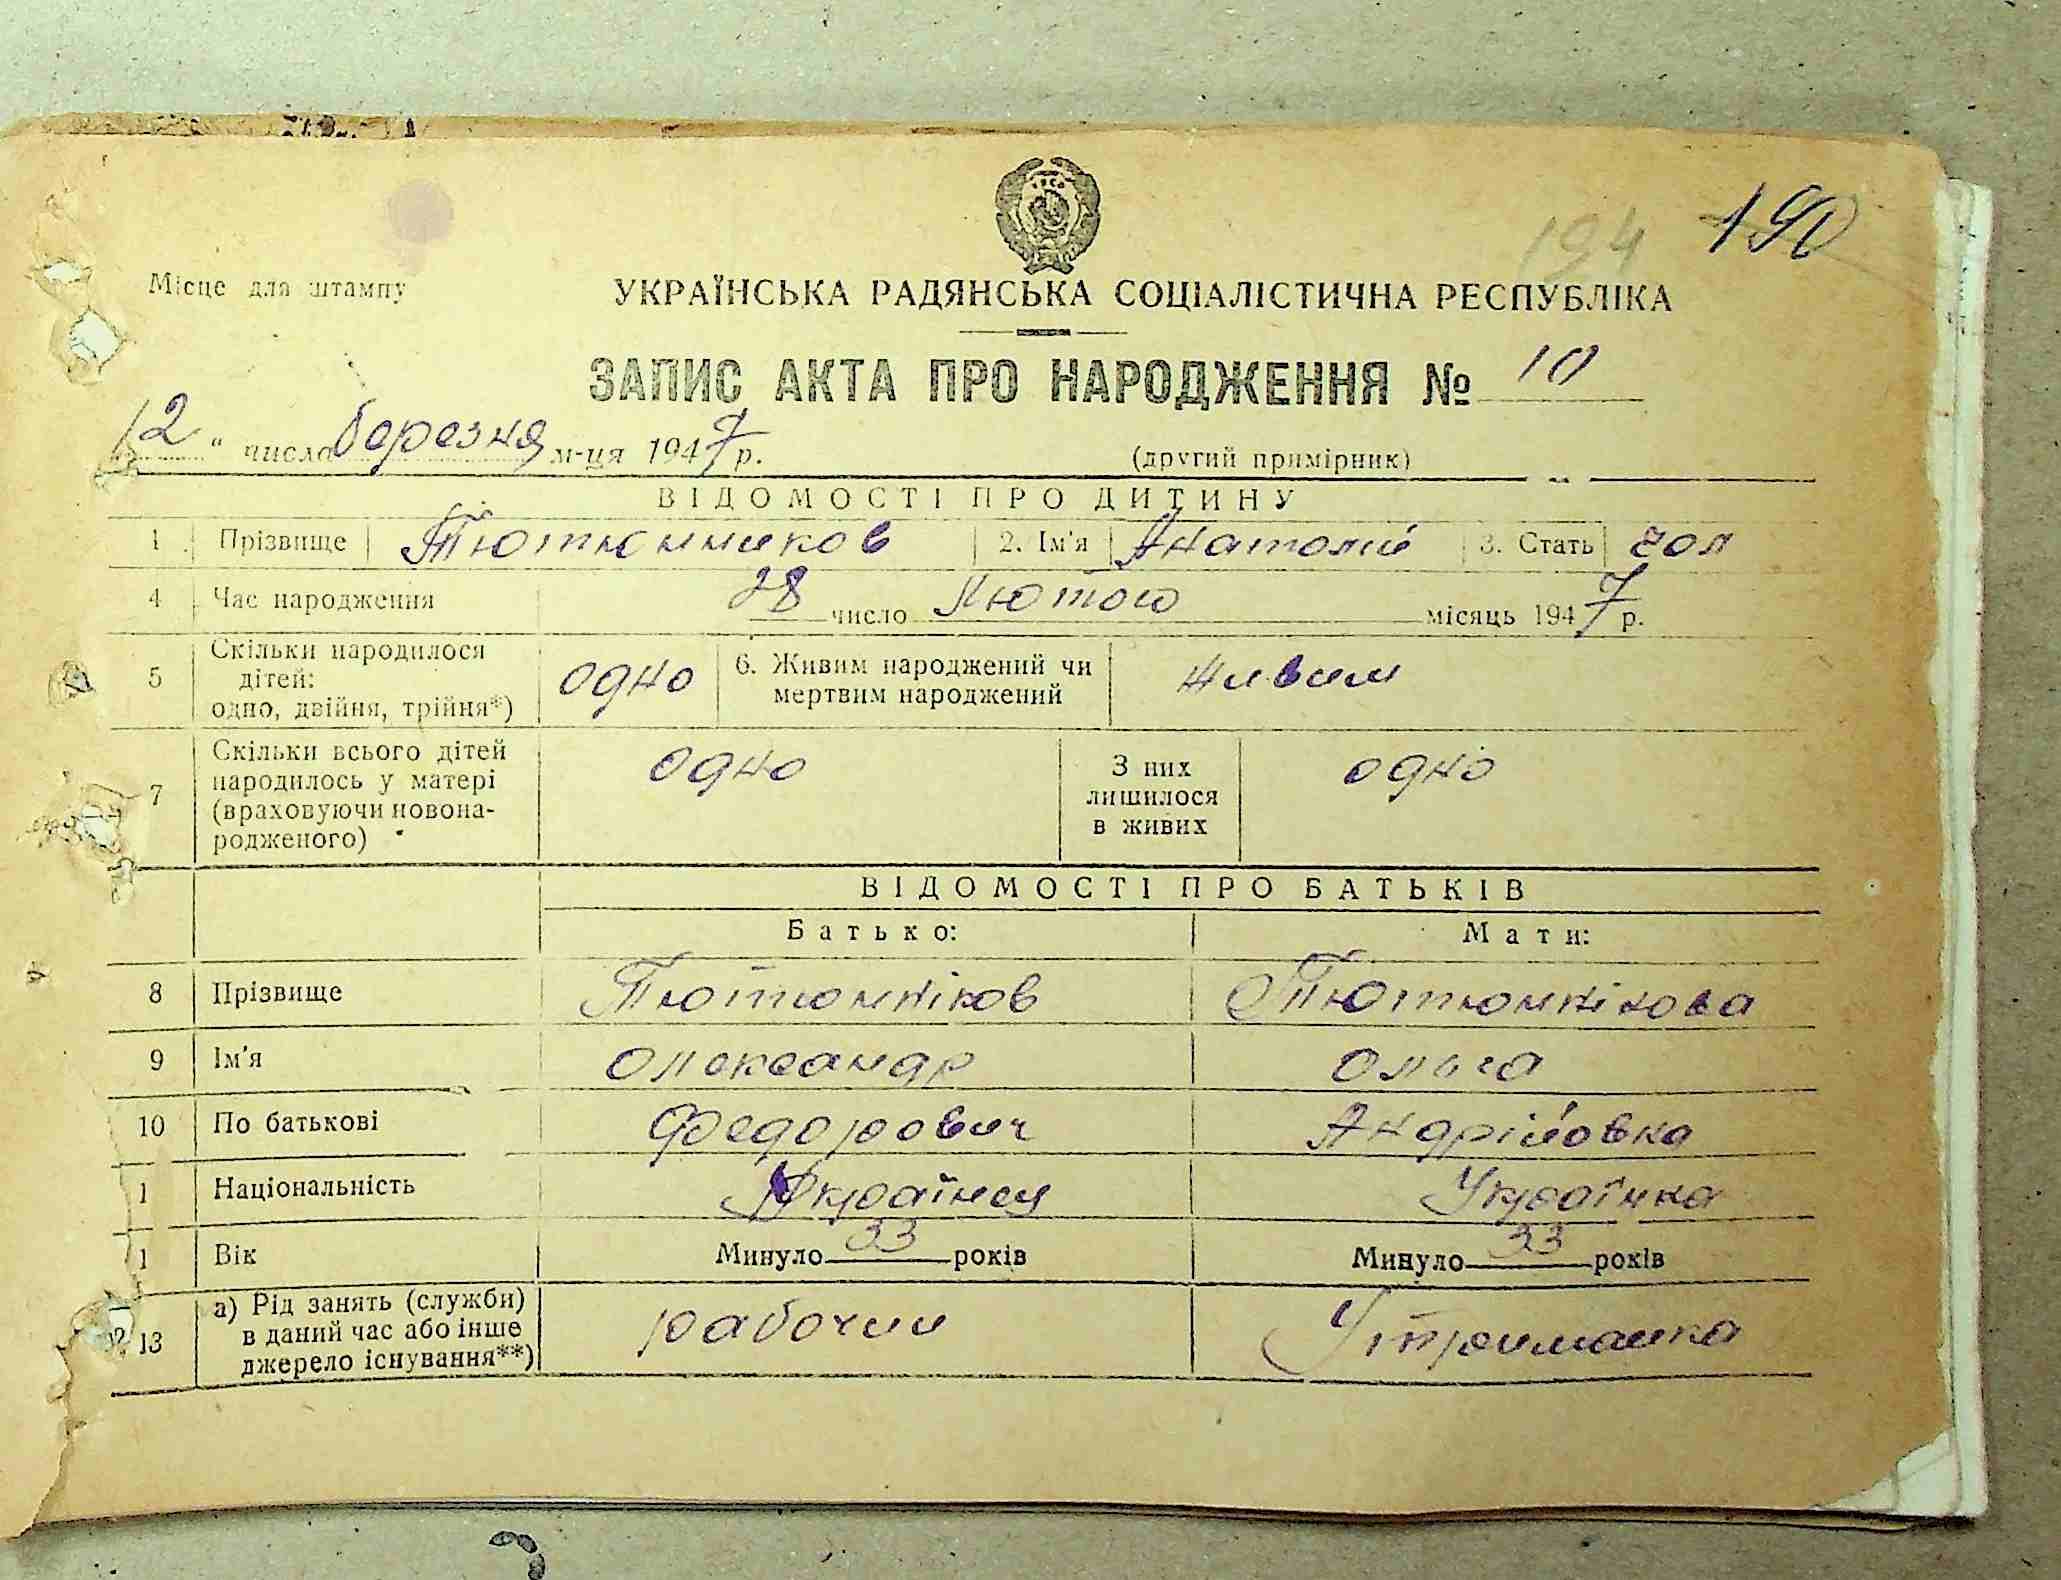 194 190
Місце для штампу
УКРАЇНСЬКА РАДЯНСЬКА СОЦІАЛІСТИЧНА РЕСПУБЛІКА
ЗАПИС АКТА ПРО НАРОДЖЕННЯ № 10
12 " числа березня м-ця 1947 р. (другий примірник)
ВІДОМОСТІ ПРО ДИТИНУ
1 Прізвище Тютюнников 2. Ім'я Анатолій 3. Стать чол
4 Час народження 28 число Лютого місяць 1947 р.
5 Скільки народилося дітей: одно, двійня, трійня*) одно 6. Живим народжений чи мертвим народжений живим
7 Скільки всього дітей народилось у матері (враховуючи новонародженого) одно З них лишилося в живих одно
ВІДОМОСТІ ПРО БАТЬКІВ
Батько: Мати:
8 Прізвище Тютюнніков Тютюннікова
9 Ім'я Олександр Ольга
10 По батькові Федорович Андріївка
1 Національність Українец Українка
1 Вік Минуло 33 років Минуло 33 років
13 а) Рід занять (служби) в даний час або інше джерело існування**) рабочий Утриманка